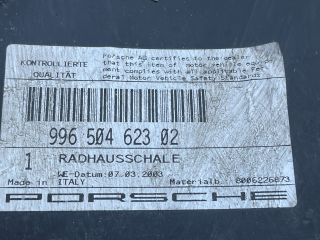 KONTROLLIERTE
QUALITÄT
Porsche AG certifies to the dealer
that this item of motor vehicle equip-
ment complies with all applicable Fe-
deral Motor Vehicle Safety Standards
996 504 623 02
1 RADHAUSSCHALE
WE-Datum:07.03.2003
Made in ITALY Materialb 8006226873
PORSCHE